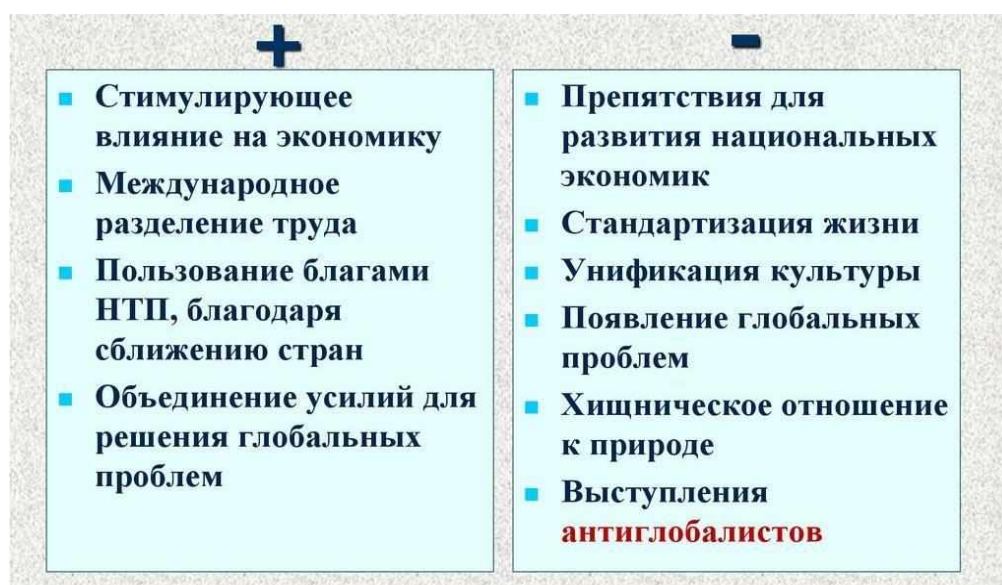 +
Стимулирующее
влияние на экономику
Международное
разделение труда
Пользование благами
НТП, благодаря
сближению стран
Объединение усилий для
решения глобальных
проблем
-
Препятствия для
развития национальных
экономик
Стандартизация жизни
Унификация культуры
Появление глобальных
проблем
Хищническое отношение
к природе
Выступления
антиглобалистов